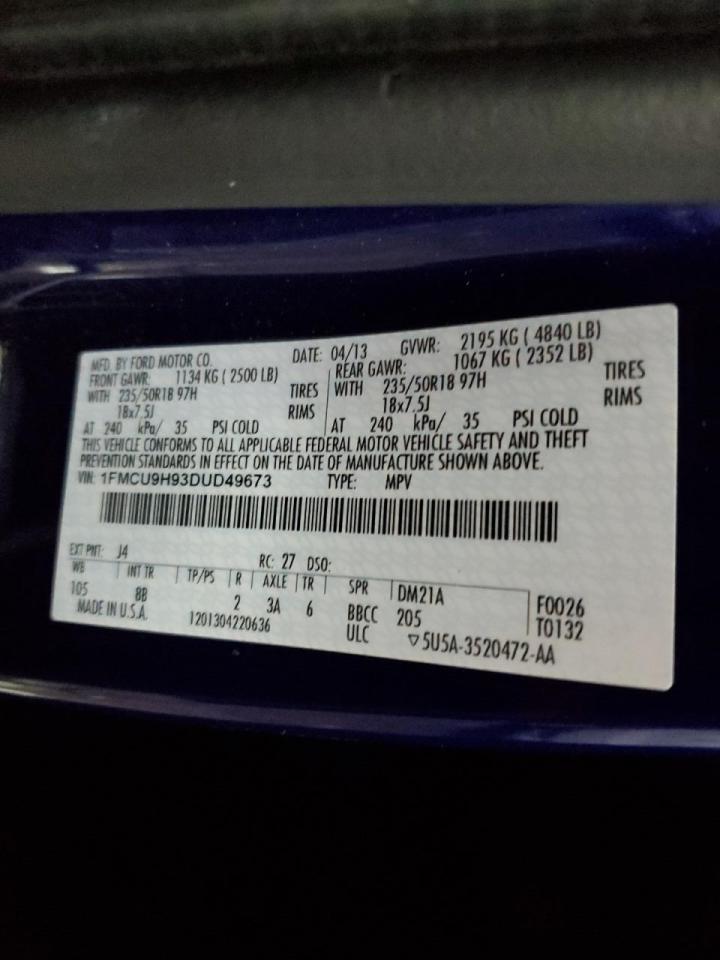 MFD. BY FORD MOTOR CO. DATE: 04/13 GVWR: 2195 KG ( 4840 LB)
FRONT GAWR: 1134 KG ( 2500 LB) REAR GAWR: 1067 KG ( 2352 LB)
WITH 235/50R18 97H TIRES WITH 235/50R18 97H TIRES
18x7.5J RIMS 18x7.5J RIMS
AT 240 kPa/ 35 PSI COLD AT 240 kPa/ 35 PSI COLD
THIS VEHICLE CONFORMS TO ALL APPLICABLE FEDERAL MOTOR VEHICLE SAFETY AND THEFT
PREVENTION STANDARDS IN EFFECT ON THE DATE OF MANUFACTURE SHOWN ABOVE.
VIN: 1FMCU9H93DUD49673 TYPE: MPV
EXT PNT: J4 RC: 27 DSO:
WB INT TR TP/PS R AXLE TR SPR DM21A F0026
105 8B 2 3A 6 BBCC 205 T0132
MADE IN U.S.A. 1201304220636 ULC ▽5U5A-3520472-AA